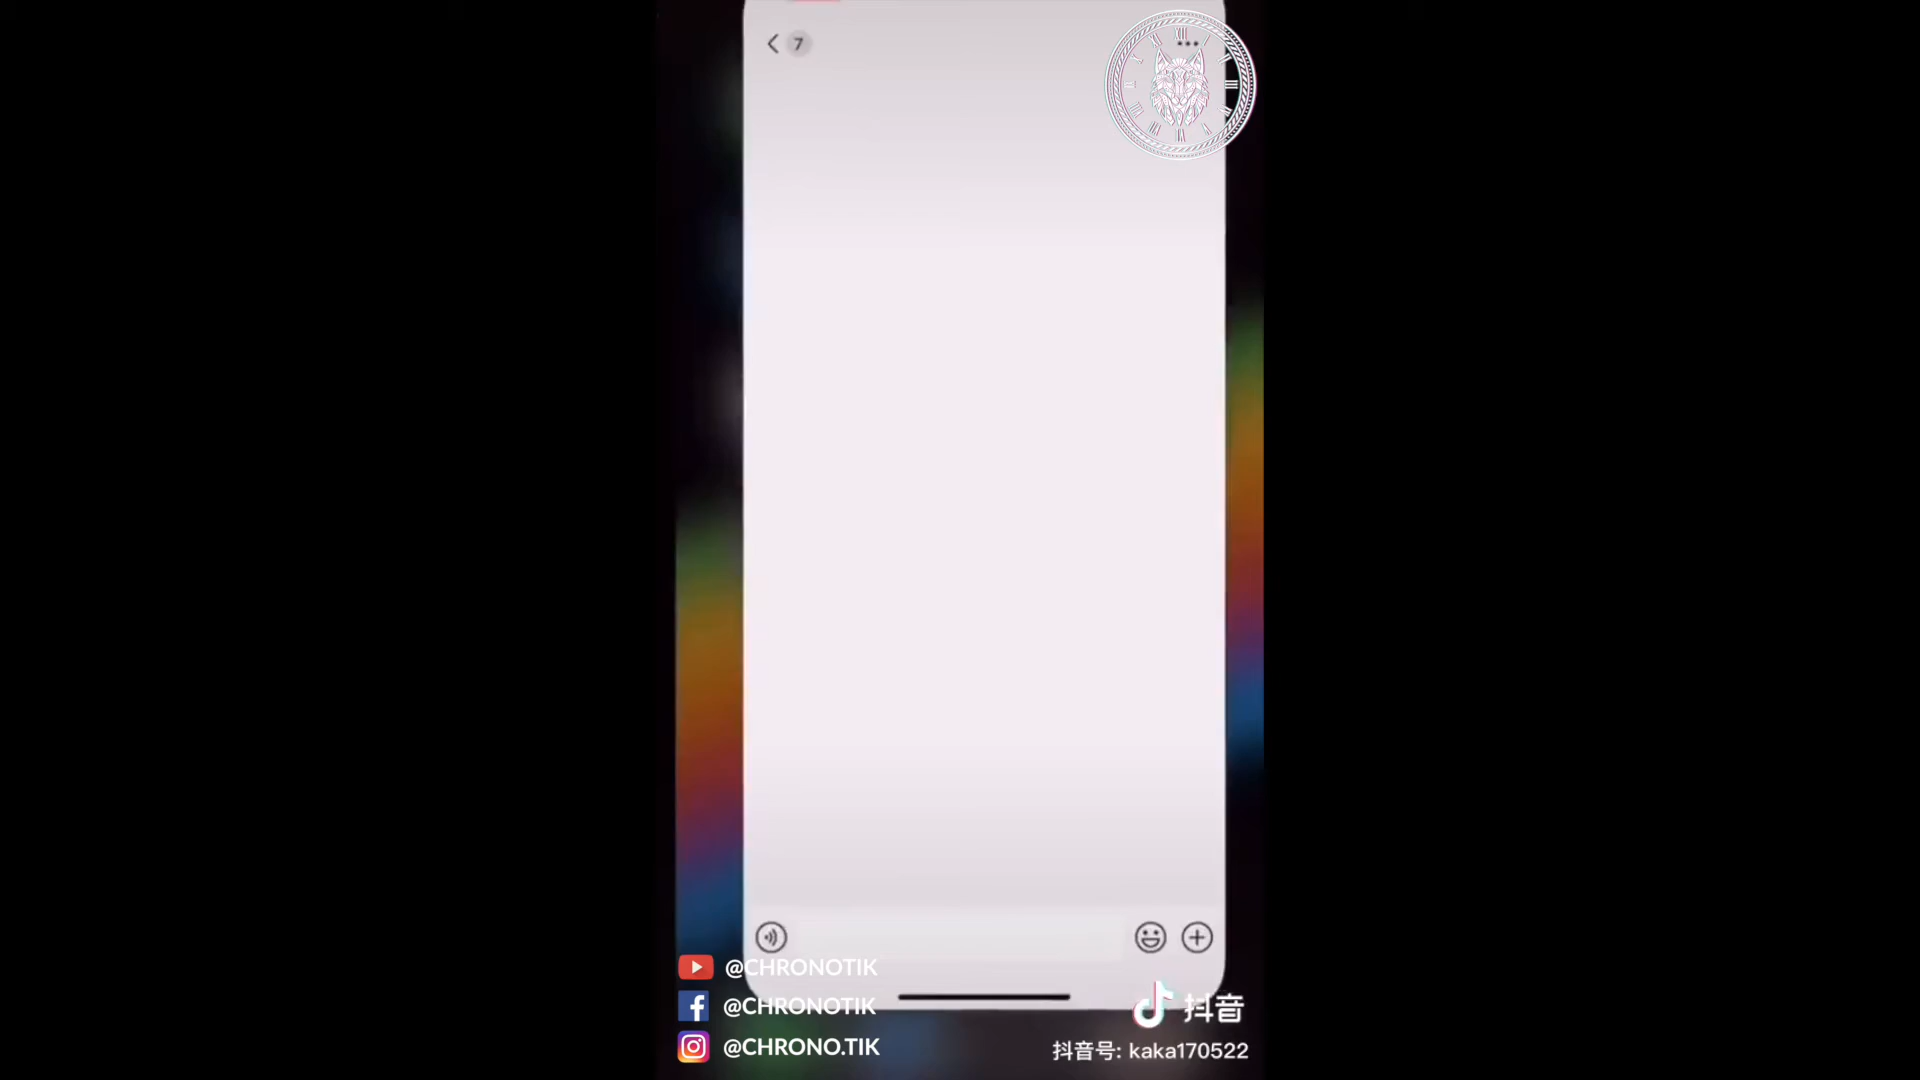 7
@CHRONOTIK
@CHRONOTIK
@CHRONO.TIK
抖音
抖音号: kaka170522